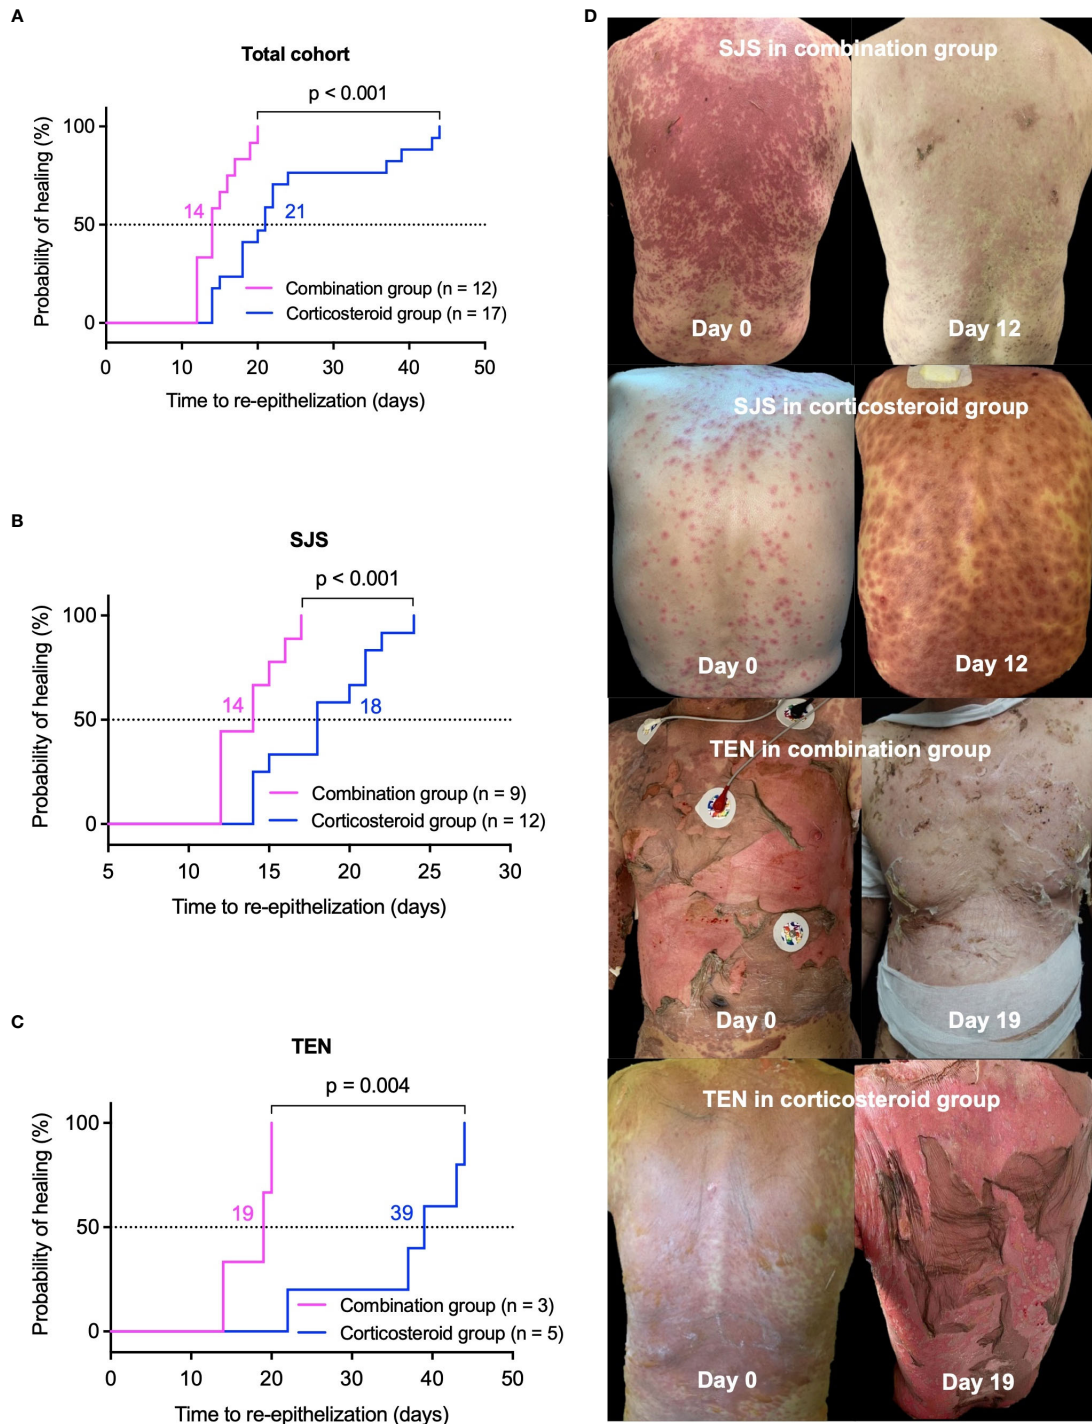 A
Total cohort
p < 0.001
100
50
0
14
21
Combination group (n = 12)
Corticosteroid group (n = 17)
0 10 20 30 40 50
Time to re-epithelization (days)
Probability of healing (%)
B
SJS
p < 0.001
100
50
0
14
18
Combination group (n = 9)
Corticosteroid group (n = 12)
5 10 15 20 25 30
Time to re-epithelization (days)
Probability of healing (%)
C
TEN
p = 0.004
100
50
0
19
39
Combination group (n = 3)
Corticosteroid group (n = 5)
0 10 20 30 40 50
Time to re-epithelization (days)
Probability of healing (%)
D
SJS in combination group
Day 0
Day 12
SJS in corticosteroid group
Day 0
Day 12
TEN in combination group
Day 0
Day 19
TEN in corticosteroid group
Day 0
Day 19